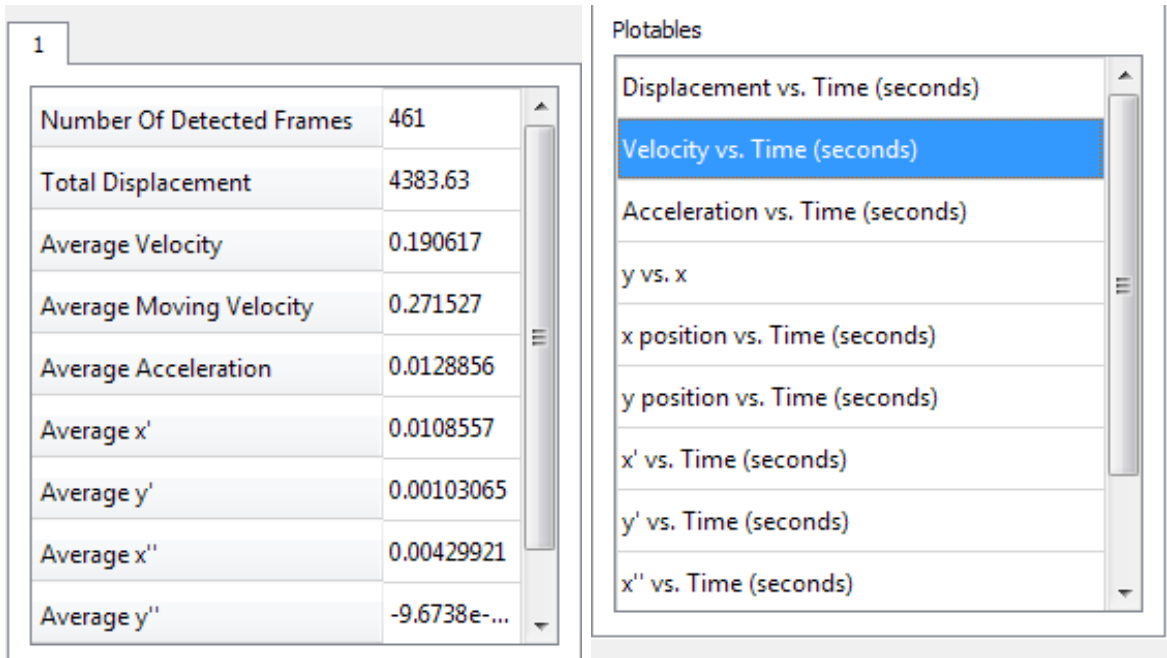 1
Number Of Detected Frames 461
Total Displacement 4383.63
Average Velocity 0.190617
Average Moving Velocity 0.271527
Average Acceleration 0.0128856
Average x' 0.0108557
Average y' 0.00103065
Average x'' 0.00429921
Average y'' -9.6738e-...
Plotables
Displacement vs. Time (seconds)
Velocity vs. Time (seconds)
Acceleration vs. Time (seconds)
y vs. x
x position vs. Time (seconds)
y position vs. Time (seconds)
x' vs. Time (seconds)
y' vs. Time (seconds)
x'' vs. Time (seconds)